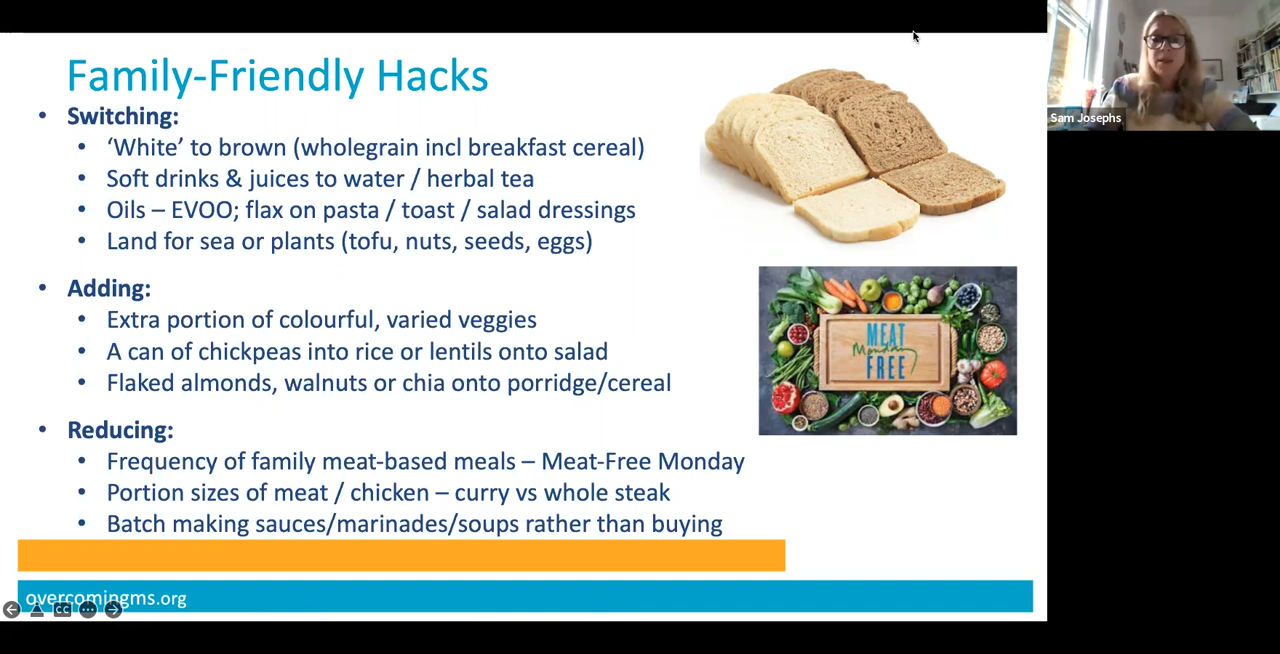 Family-Friendly Hacks
• Switching:
• ‘White’ to brown (wholegrain incl breakfast cereal)
• Soft drinks & juices to water / herbal tea
• Oils – EVOO; flax on pasta / toast / salad dressings
• Land for sea or plants (tofu, nuts, seeds, eggs)
• Adding:
• Extra portion of colourful, varied veggies
• A can of chickpeas into rice or lentils onto salad
• Flaked almonds, walnuts or chia onto porridge/cereal
• Reducing:
• Frequency of family meat-based meals – Meat-Free Monday
• Portion sizes of meat / chicken – curry vs whole steak
• Batch making sauces/marinades/soups rather than buying
MEAT
Monday
FREE
overcomingms.org
CC
Sam Josephs